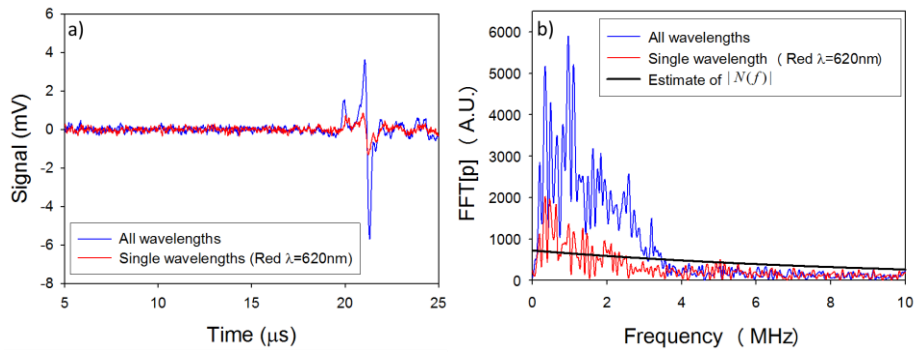 a)
6
4
2
0
-2
-4
-6
-8
Signal (mV)
All wavelengths
Single wavelengths (Red λ=620nm)
5 10 15 20 25
Time (μs)
b)
6000
5000
4000
3000
2000
1000
0
FFT[p] (A.U.)
All wavelengths
Single wavelength ( Red λ=620nm)
Estimate of |N(f)|
0 2 4 6 8 10
Frequency ( MHz)